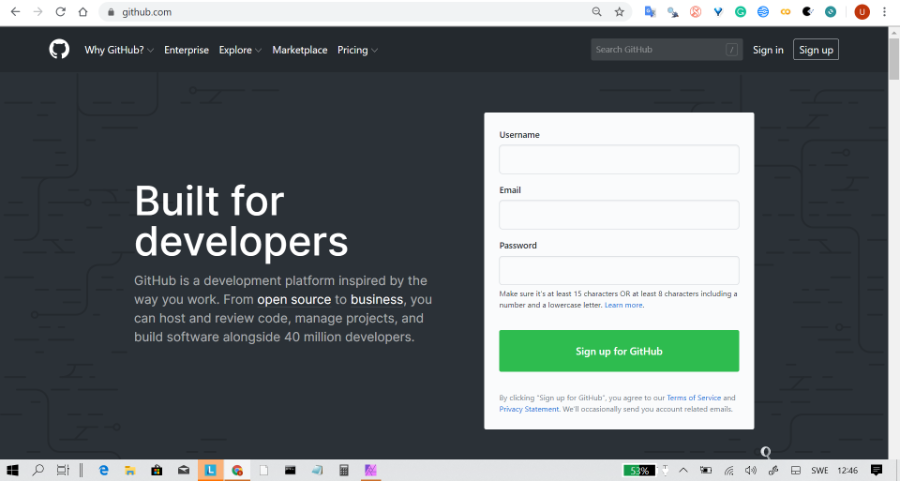 github.com
U
Why GitHub? Enterprise Explore Marketplace Pricing
Search GitHub /
Sign in
Sign up
Built for
developers
GitHub is a development platform inspired by the
way you work. From open source to business, you
can host and review code, manage projects, and
build software alongside 40 million developers.
Username
Email
Password
Make sure it's at least 15 characters OR at least 8 characters including a
number and a lowercase letter. Learn more.
Sign up for GitHub
By clicking "Sign up for GitHub", you agree to our Terms of Service and
Privacy Statement. We'll occasionally send you account related emails.
L
53%
SWE
12:46